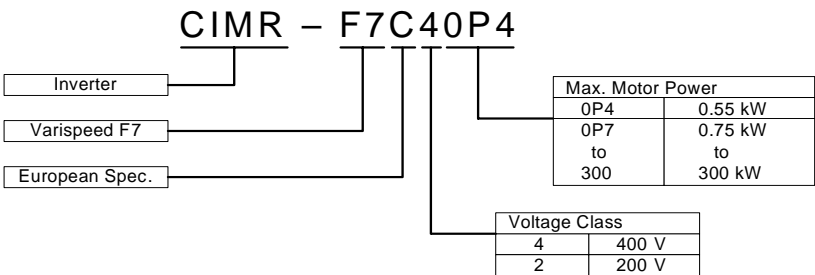 CIMR – F7C40P4
Inverter
Varispeed F7
European Spec.
Max. Motor Power
0P4 0.55 kW
0P7 0.75 kW
to to
300 300 kW
Voltage Class
4 400 V
2 200 V